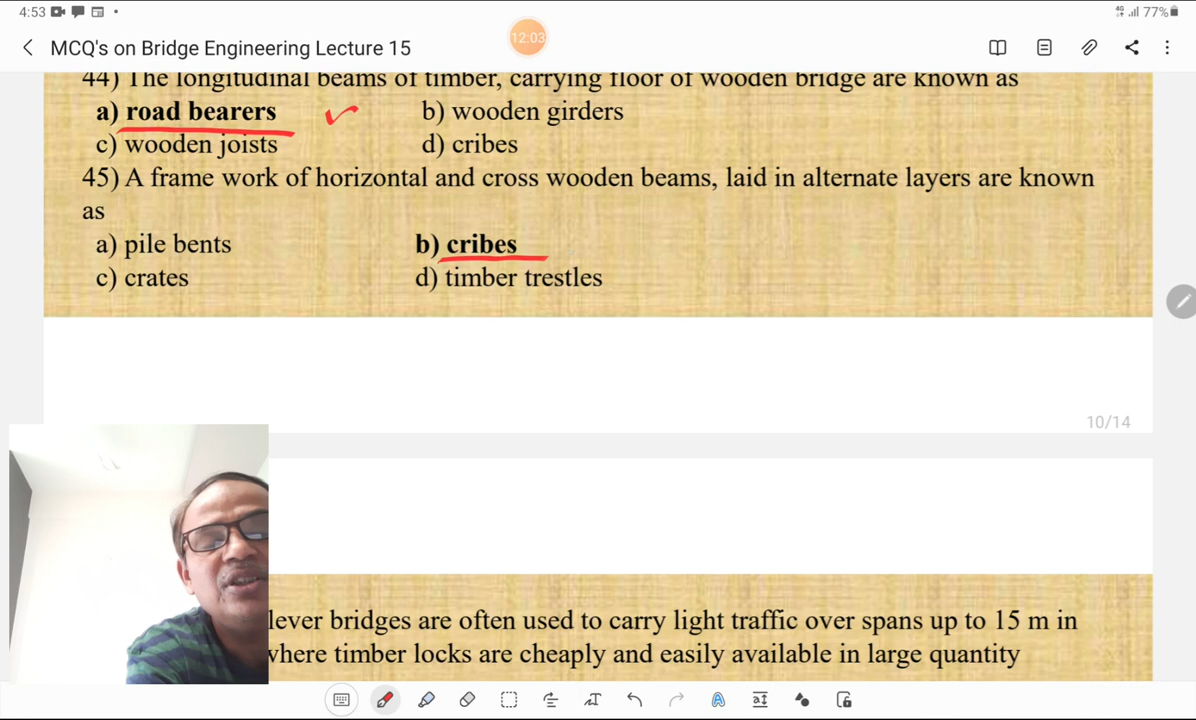 4:53
12:03
4G 77%
MCQ's on Bridge Engineering Lecture 15
44) The longitudinal beams of timber, carrying floor of wooden bridge are known as
a) road bearers b) wooden girders
c) wooden joists d) cribes
45) A frame work of horizontal and cross wooden beams, laid in alternate layers are known
as
a) pile bents b) cribes
c) crates d) timber trestles
10/14
lever bridges are often used to carry light traffic over spans up to 15 m in
where timber locks are cheaply and easily available in large quantity